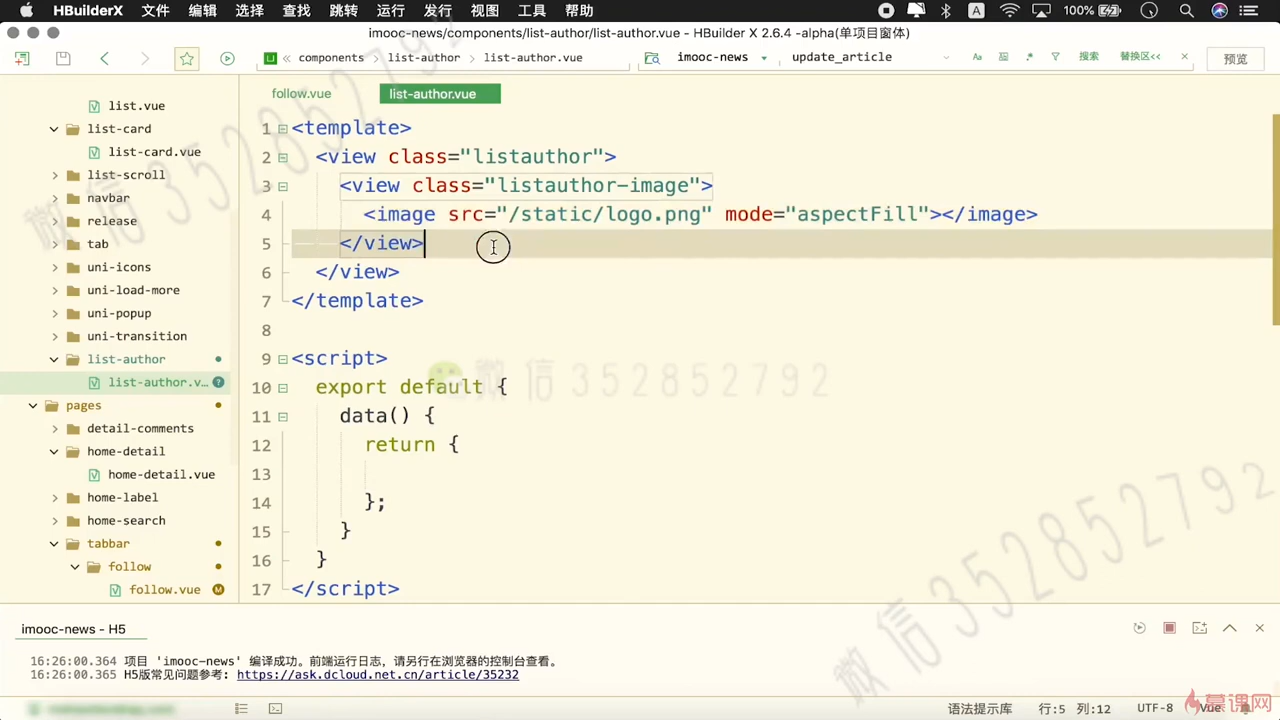 HBuilderX 文件 编辑 选择 查找 跳转 运行 发行 视图 工具 帮助 100%
imooc-news/components/list-author/list-author.vue - HBuilder X 2.6.4 -alpha(单项目窗体)
components list-author list-author.vue imooc-news update_article Aa 搜索 替换区<< 预览
follow.vue list-author.vue
list.vue
list-card
list-card.vue
list-scroll
navbar
release
tab
uni-icons
uni-load-more
uni-popup
uni-transition
list-author
list-author.v...
pages
detail-comments
home-detail
home-detail.vue
home-label
home-search
tabbar
follow
follow.vue M
1 <template>
2 <view class="listauthor">
3 <view class="listauthor-image">
4 <image src="/static/logo.png" mode="aspectFill"></image>
5 </view>
6 </view>
7 </template>
8
9 <script>
10 export default {
11 data() {
12 return {
13
14 };
15 }
16 }
17 </script>
微信 352852792
微信 352852792
微信 352852792
imooc-news - H5
16:26:00.364 项目 'imooc-news' 编译成功。前端运行日志，请另行在浏览器的控制台查看。
16:26:00.365 H5版常见问题参考: https://ask.dcloud.net.cn/article/35232
语法提示库 行:5 列:12 UTF-8 Vue
慕课网